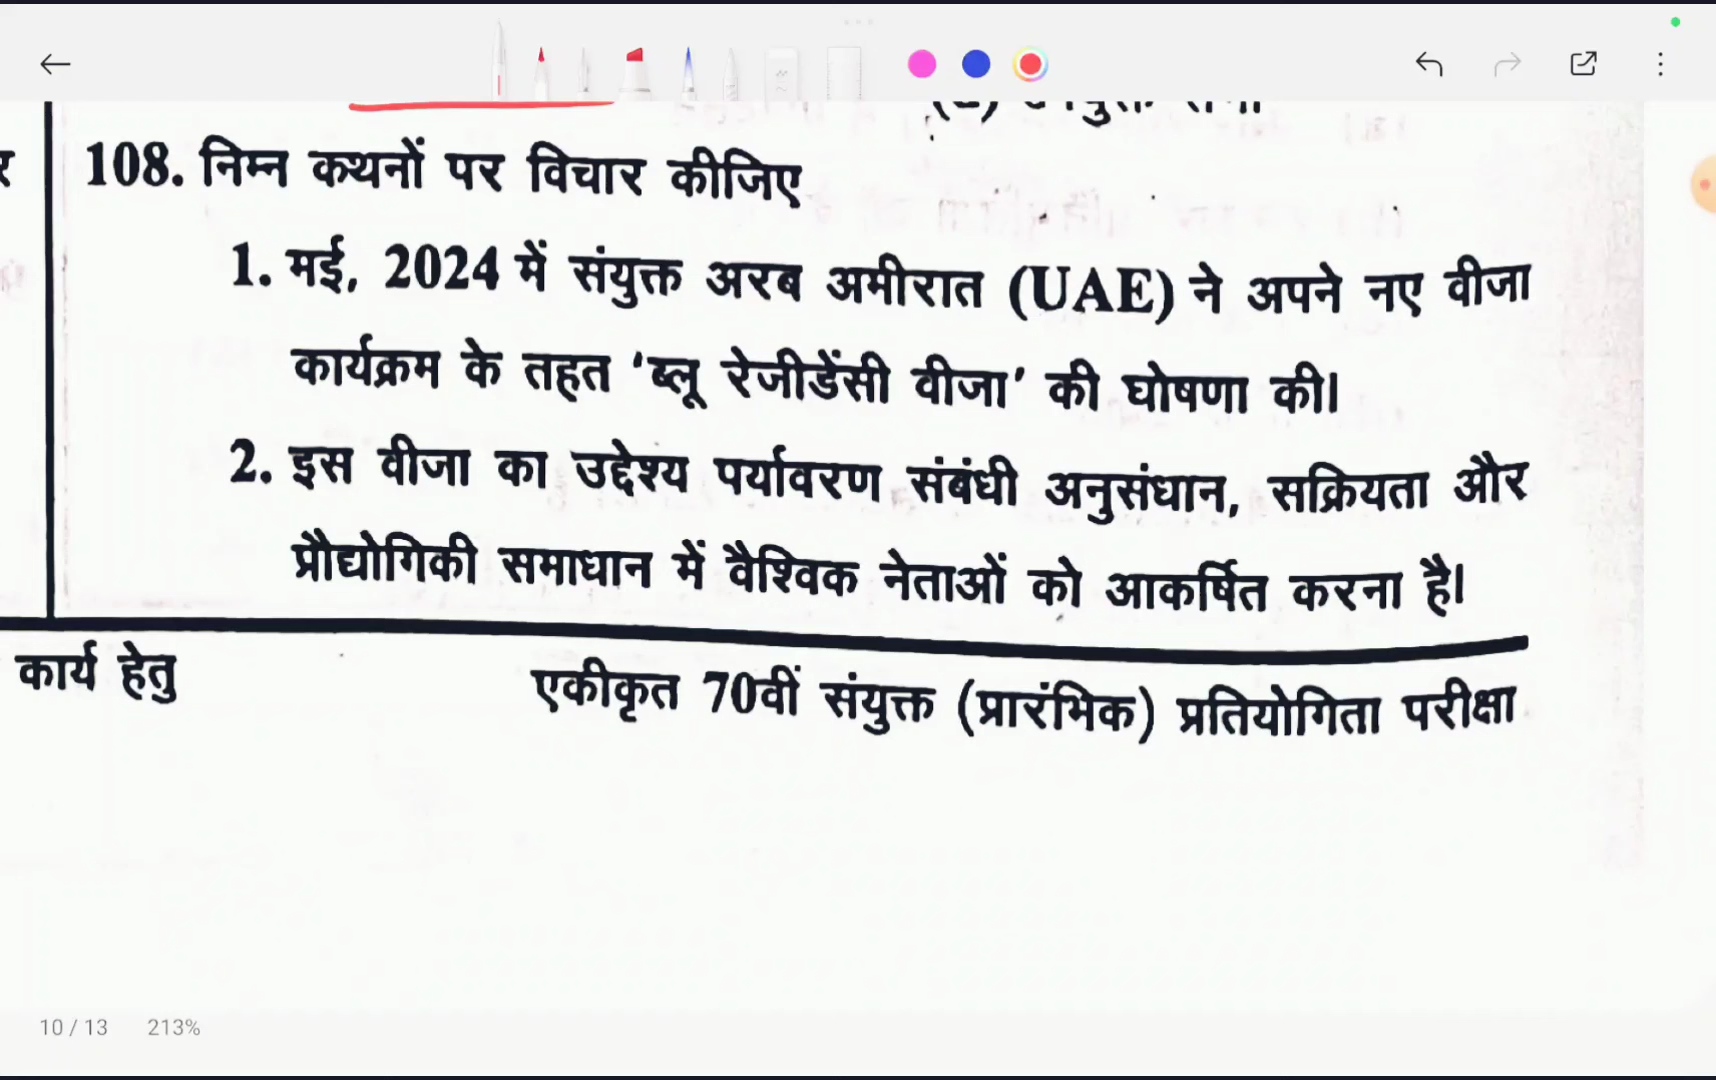 108. निम्न कथनों पर विचार कीजिए
1. मई, 2024 में संयुक्त अरब अमीरात (UAE) ने अपने नए वीजा
कार्यक्रम के तहत 'ब्लू रेजीडेंसी वीजा' की घोषणा की।
2. इस वीजा का उद्देश्य पर्यावरण संबंधी अनुसंधान, सक्रियता और
प्रौद्योगिकी समाधान में वैश्विक नेताओं को आकर्षित करना है।
कार्य हेतु
एकीकृत 70वीं संयुक्त (प्रारंभिक) प्रतियोगिता परीक्षा
10 / 13 213%